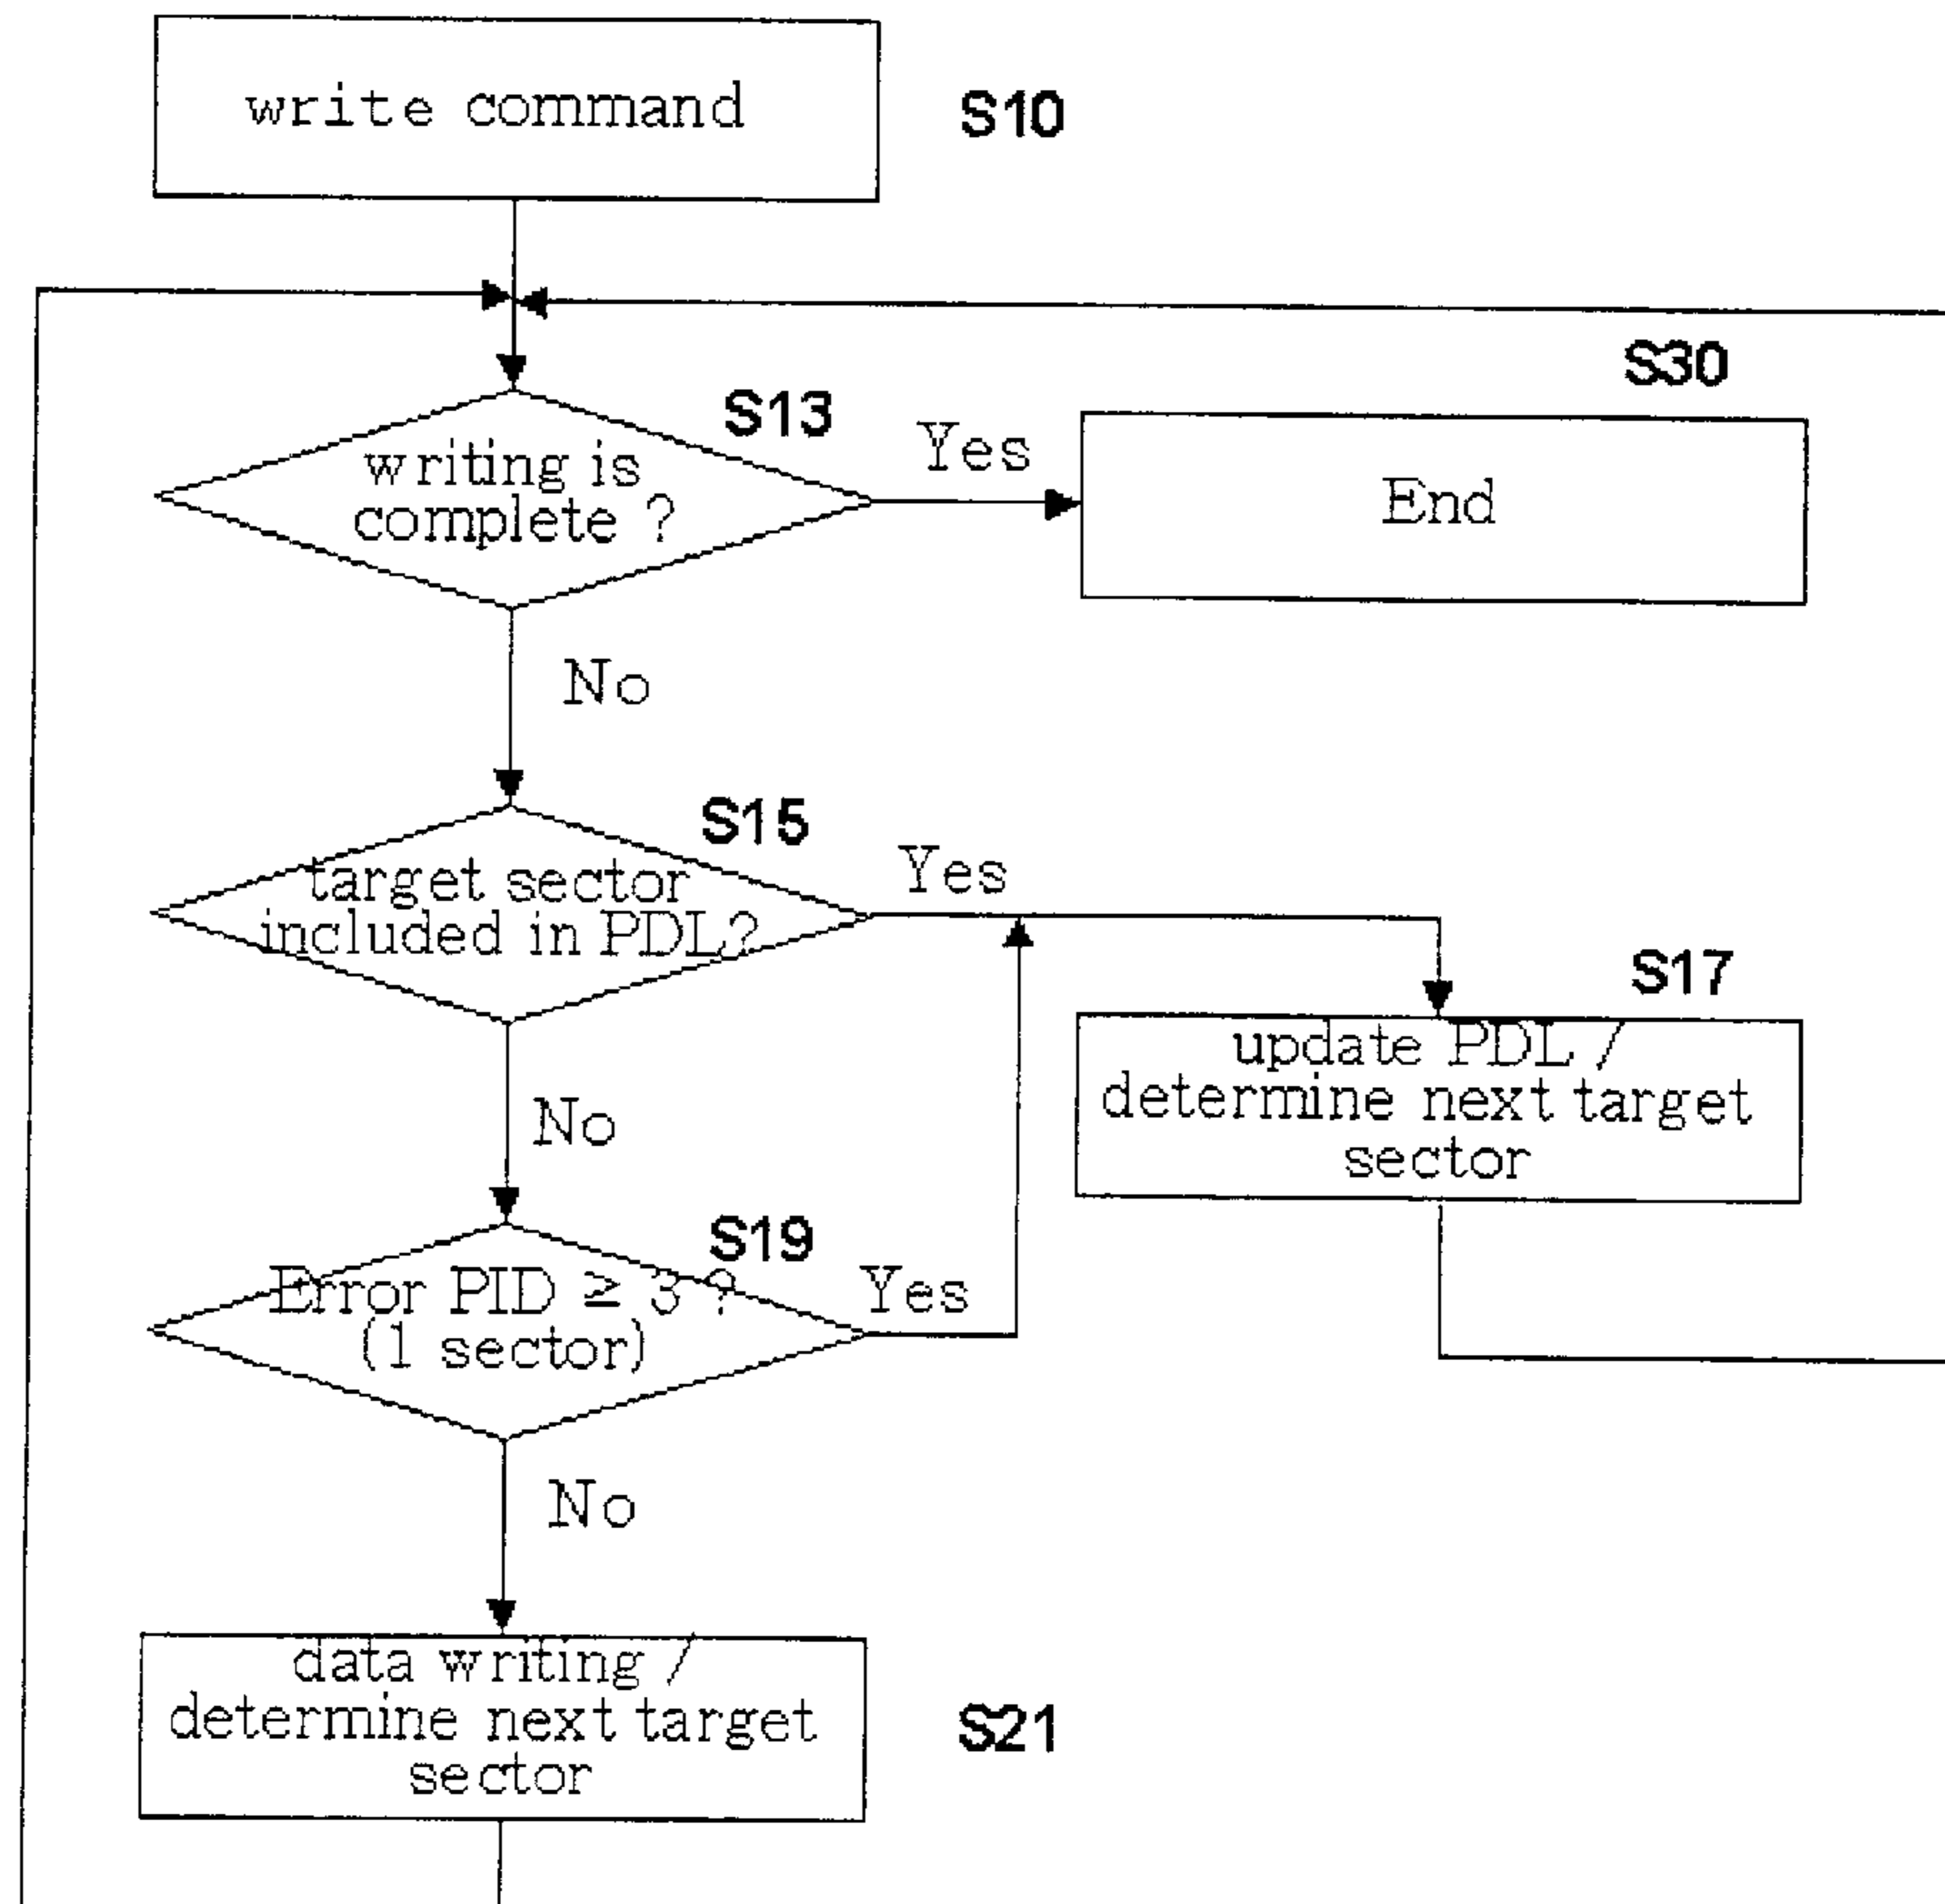 write command
S10
S30
S13
Yes
writing is
complete ?
End
No
S15
Yes
target sector
included in PDL?
S17
update PDL /
determine next target
sector
No
S19
Yes
Error PID ≥ 3 ?
(1 sector)
No
data writing /
determine next target
sector
S21